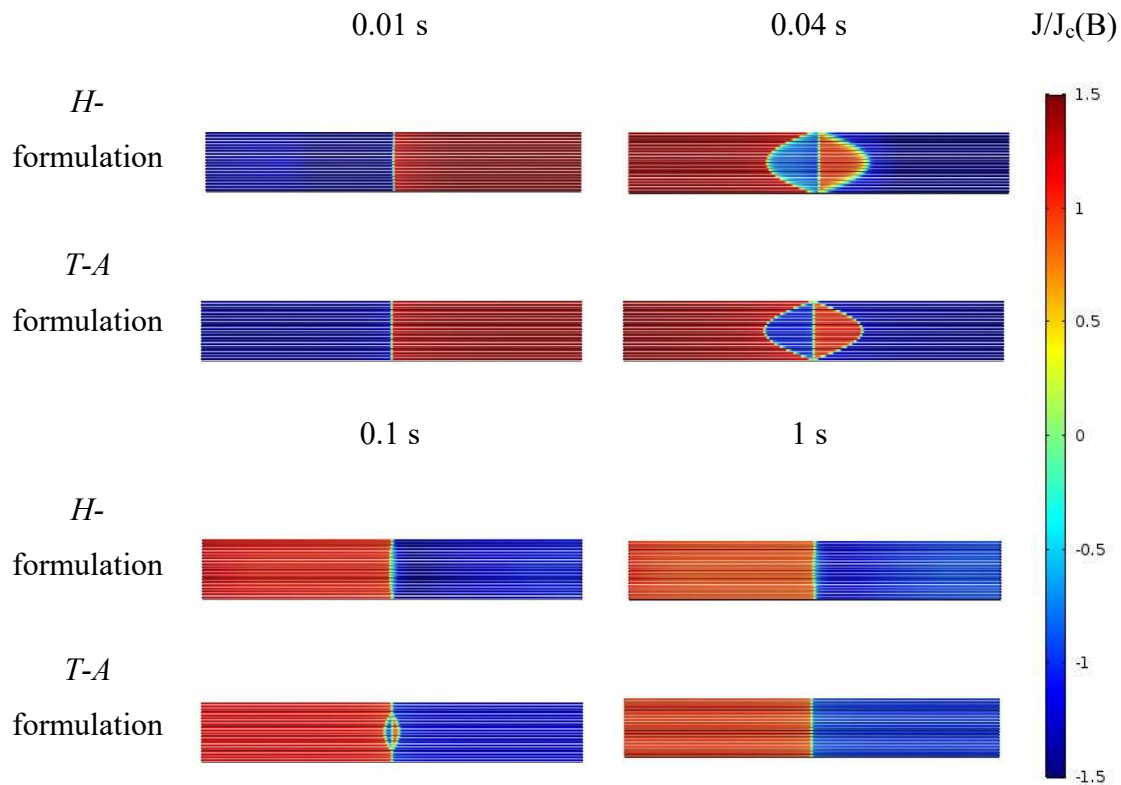 0.01 s
0.04 s
J/Jc(B)
H-
formulation
T-A
formulation
0.1 s
1 s
H-
formulation
T-A
formulation
1.5
1
0.5
0
-0.5
-1
-1.5